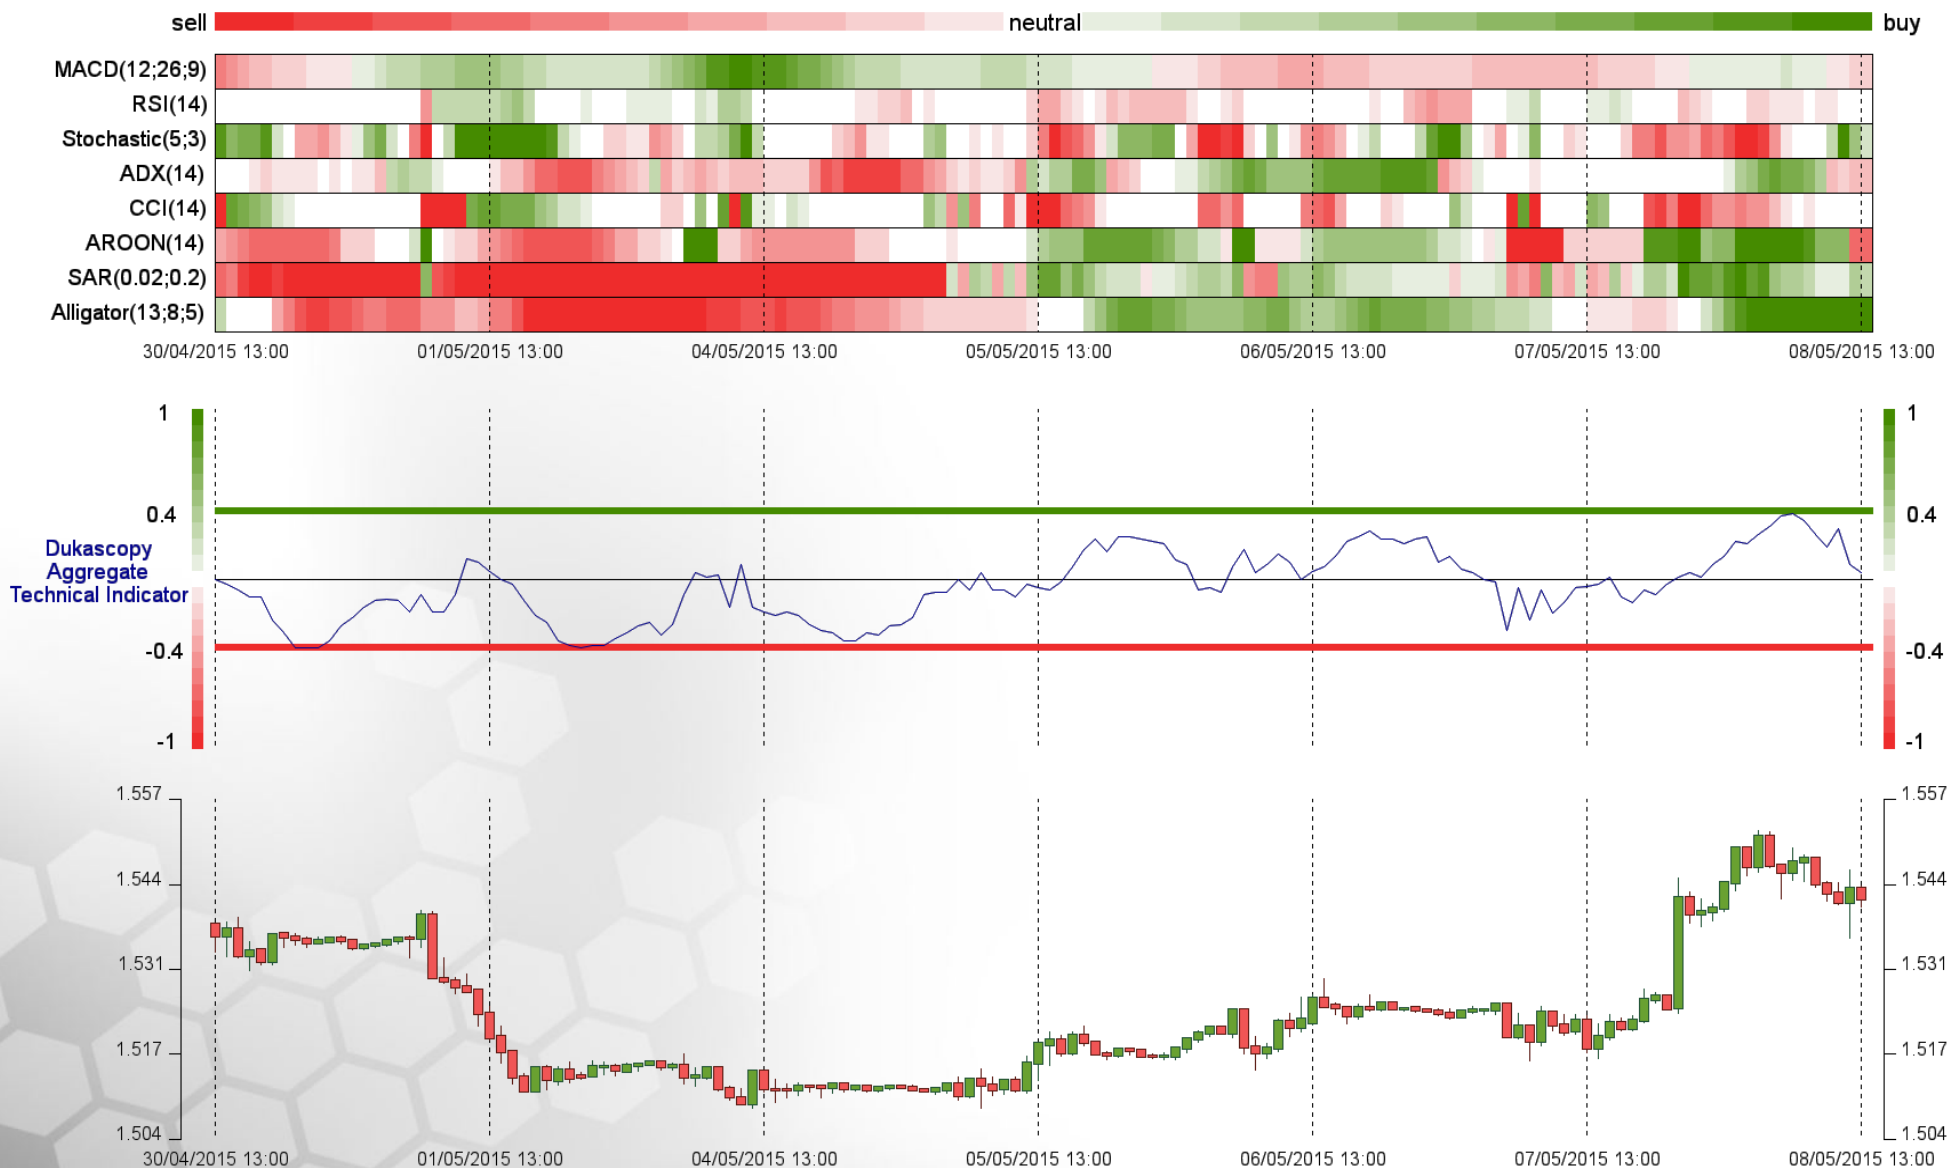 sell neutral buy
MACD(12;26;9)
RSI(14)
Stochastic(5;3)
ADX(14)
CCI(14)
AROON(14)
SAR(0.02;0.2)
Alligator(13;8;5)
30/04/2015 13:00 01/05/2015 13:00 04/05/2015 13:00 05/05/2015 13:00 06/05/2015 13:00 07/05/2015 13:00 08/05/2015 13:00
1 1
0.4 0.4
Dukascopy
Aggregate
Technical Indicator
-0.4 -0.4
-1 -1
1.557 1.557
1.544 1.544
1.531 1.531
1.517 1.517
1.504 1.504
30/04/2015 13:00 01/05/2015 13:00 04/05/2015 13:00 05/05/2015 13:00 06/05/2015 13:00 07/05/2015 13:00 08/05/2015 13:00